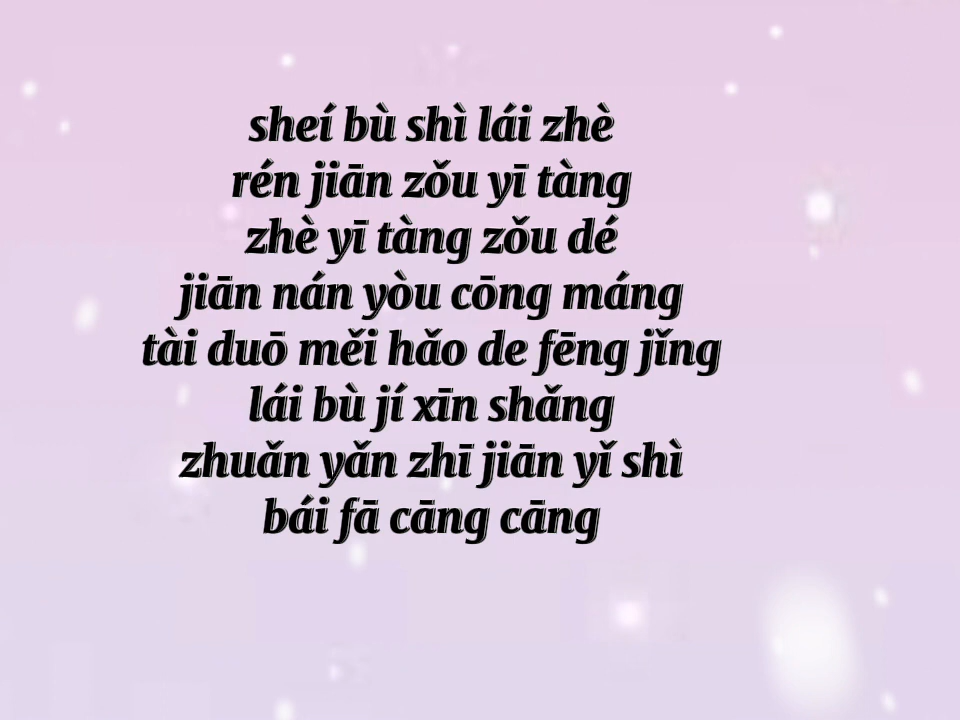 sheí bù shì lái zhè
rén jiān zǒu yī tàng
zhè yī tàng zǒu dé
jiān nán yòu cōng máng
tài duō měi hǎo de fēng jǐng
lái bù jí xīn shǎng
zhuǎn yǎn zhī jiān yǐ shì
bái fā cāng cāng